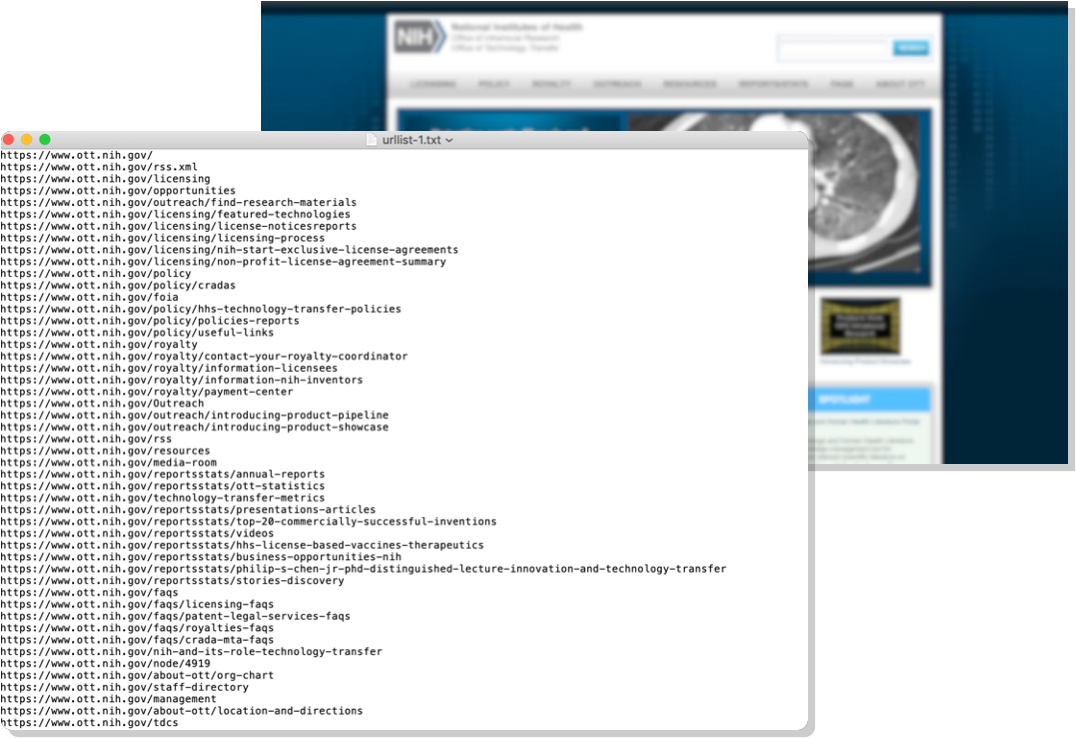 NIH
National Institutes of Health
Office of Intramural Research
Office of Technology Transfer
SEARCH
LICENSING POLICY ROYALTY OUTREACH RESOURCES REPORTS/STATS FAQS ABOUT OTT
urllist-1.txt
https://www.ott.nih.gov/
https://www.ott.nih.gov/rss.xml
https://www.ott.nih.gov/licensing
https://www.ott.nih.gov/opportunities
https://www.ott.nih.gov/outreach/find-research-materials
https://www.ott.nih.gov/licensing/featured-technologies
https://www.ott.nih.gov/licensing/license-noticesreports
https://www.ott.nih.gov/licensing/licensing-process
https://www.ott.nih.gov/licensing/nih-start-exclusive-license-agreements
https://www.ott.nih.gov/licensing/non-profit-license-agreement-summary
https://www.ott.nih.gov/policy
https://www.ott.nih.gov/policy/cradas
https://www.ott.nih.gov/foia
https://www.ott.nih.gov/policy/hhs-technology-transfer-policies
https://www.ott.nih.gov/policy/policies-reports
https://www.ott.nih.gov/policy/useful-links
https://www.ott.nih.gov/royalty
https://www.ott.nih.gov/royalty/contact-your-royalty-coordinator
https://www.ott.nih.gov/royalty/information-licensees
https://www.ott.nih.gov/royalty/information-nih-inventors
https://www.ott.nih.gov/royalty/payment-center
https://www.ott.nih.gov/Outreach
https://www.ott.nih.gov/outreach/introducing-product-pipeline
https://www.ott.nih.gov/outreach/introducing-product-showcase
https://www.ott.nih.gov/rss
https://www.ott.nih.gov/resources
https://www.ott.nih.gov/media-room
https://www.ott.nih.gov/reportsstats/annual-reports
https://www.ott.nih.gov/reportsstats/ott-statistics
https://www.ott.nih.gov/technology-transfer-metrics
https://www.ott.nih.gov/reportsstats/presentations-articles
https://www.ott.nih.gov/reportsstats/top-20-commercially-successful-inventions
https://www.ott.nih.gov/reportsstats/videos
https://www.ott.nih.gov/reportsstats/hhs-license-based-vaccines-therapeutics
https://www.ott.nih.gov/reportsstats/business-opportunities-nih
https://www.ott.nih.gov/reportsstats/philip-s-chen-jr-phd-distinguished-lecture-innovation-and-technology-transfer
https://www.ott.nih.gov/reportsstats/stories-discovery
https://www.ott.nih.gov/faqs
https://www.ott.nih.gov/faqs/licensing-faqs
https://www.ott.nih.gov/faqs/patent-legal-services-faqs
https://www.ott.nih.gov/faqs/royalties-faqs
https://www.ott.nih.gov/faqs/crada-mta-faqs
https://www.ott.nih.gov/nih-and-its-role-technology-transfer
https://www.ott.nih.gov/node/4919
https://www.ott.nih.gov/about-ott/org-chart
https://www.ott.nih.gov/staff-directory
https://www.ott.nih.gov/management
https://www.ott.nih.gov/about-ott/location-and-directions
https://www.ott.nih.gov/tdcs
SPOTLIGHT